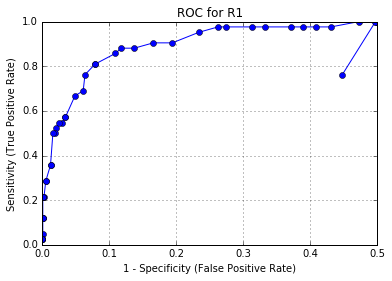 ROC for R1
1.0
0.8
0.6
0.4
0.2
0.0
Sensitivity (True Positive Rate)
0.0 0.1 0.2 0.3 0.4 0.5
1 - Specificity (False Positive Rate)